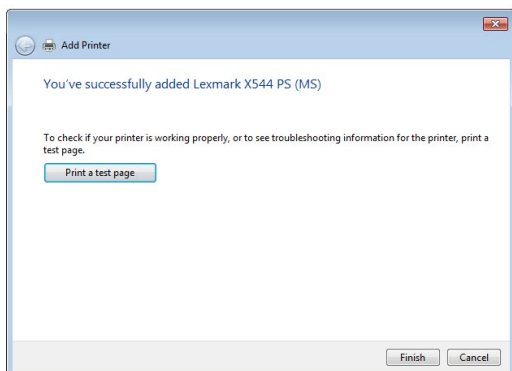 Add Printer
You've successfully added Lexmark X544 PS (MS)
To check if your printer is working properly, or to see troubleshooting information for the printer, print a
test page.
Print a test page
Finish Cancel